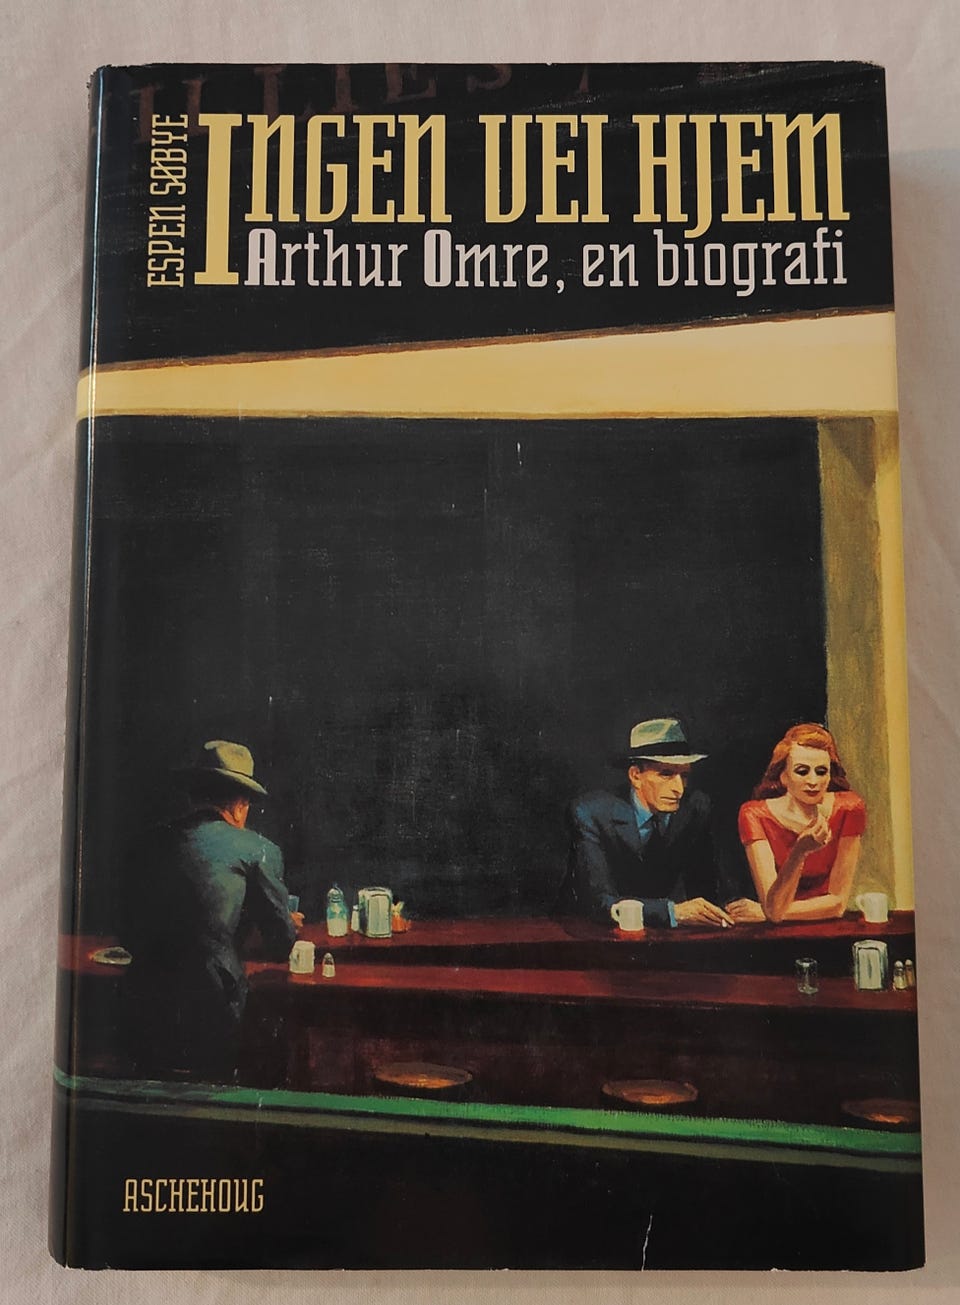 ESPEN SØBYE
INGEN VEI HJEM
Arthur Omre, en biografi
ASCHEHOUG